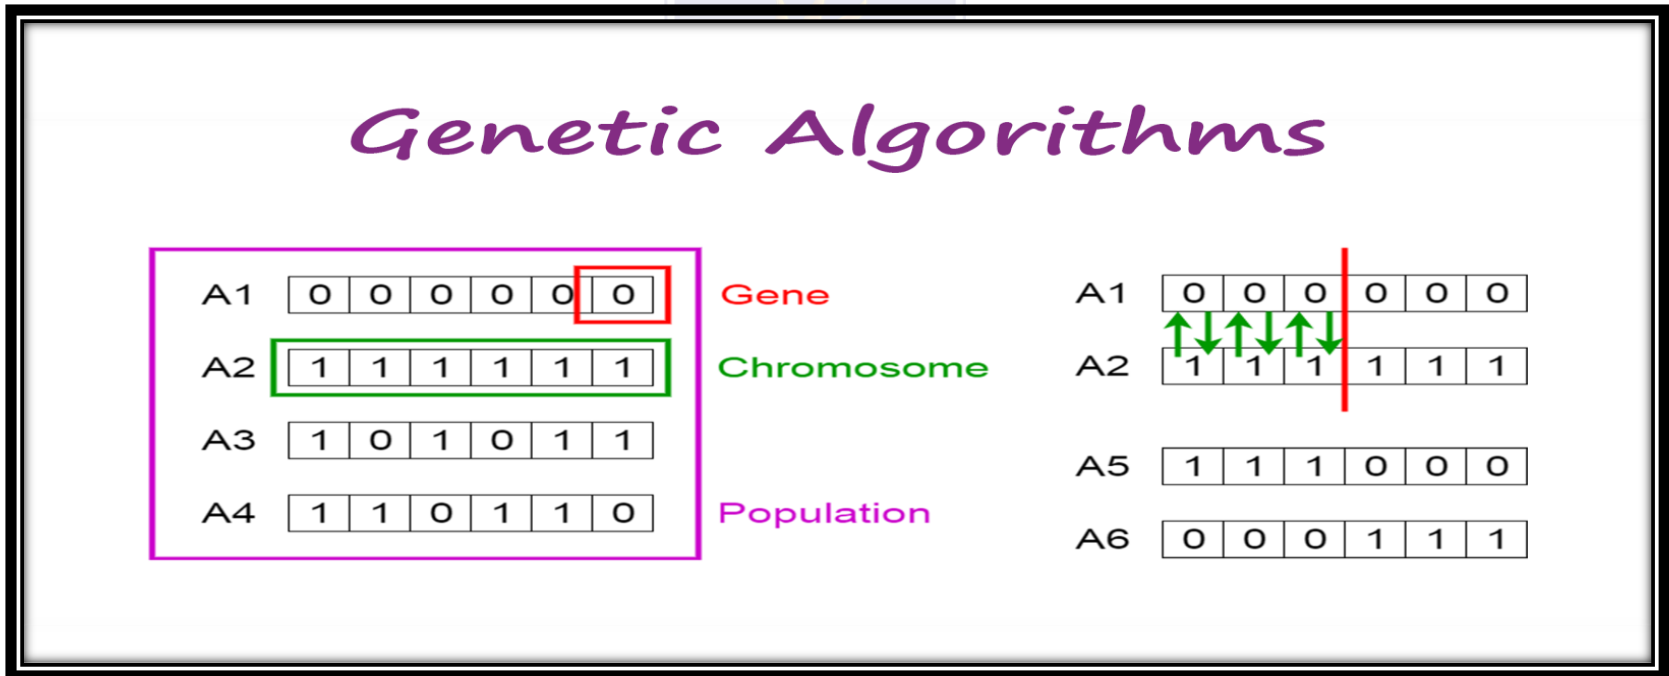 Genetic Algorithms
A1 0 0 0 0 0 0 Gene
A2 1 1 1 1 1 1 Chromosome
A3 1 0 1 0 1 1
A4 1 1 0 1 1 0 Population
A1 0 0 0 0 0 0
A2 1 1 1 1 1 1
A5 1 1 1 0 0 0
A6 0 0 0 1 1 1